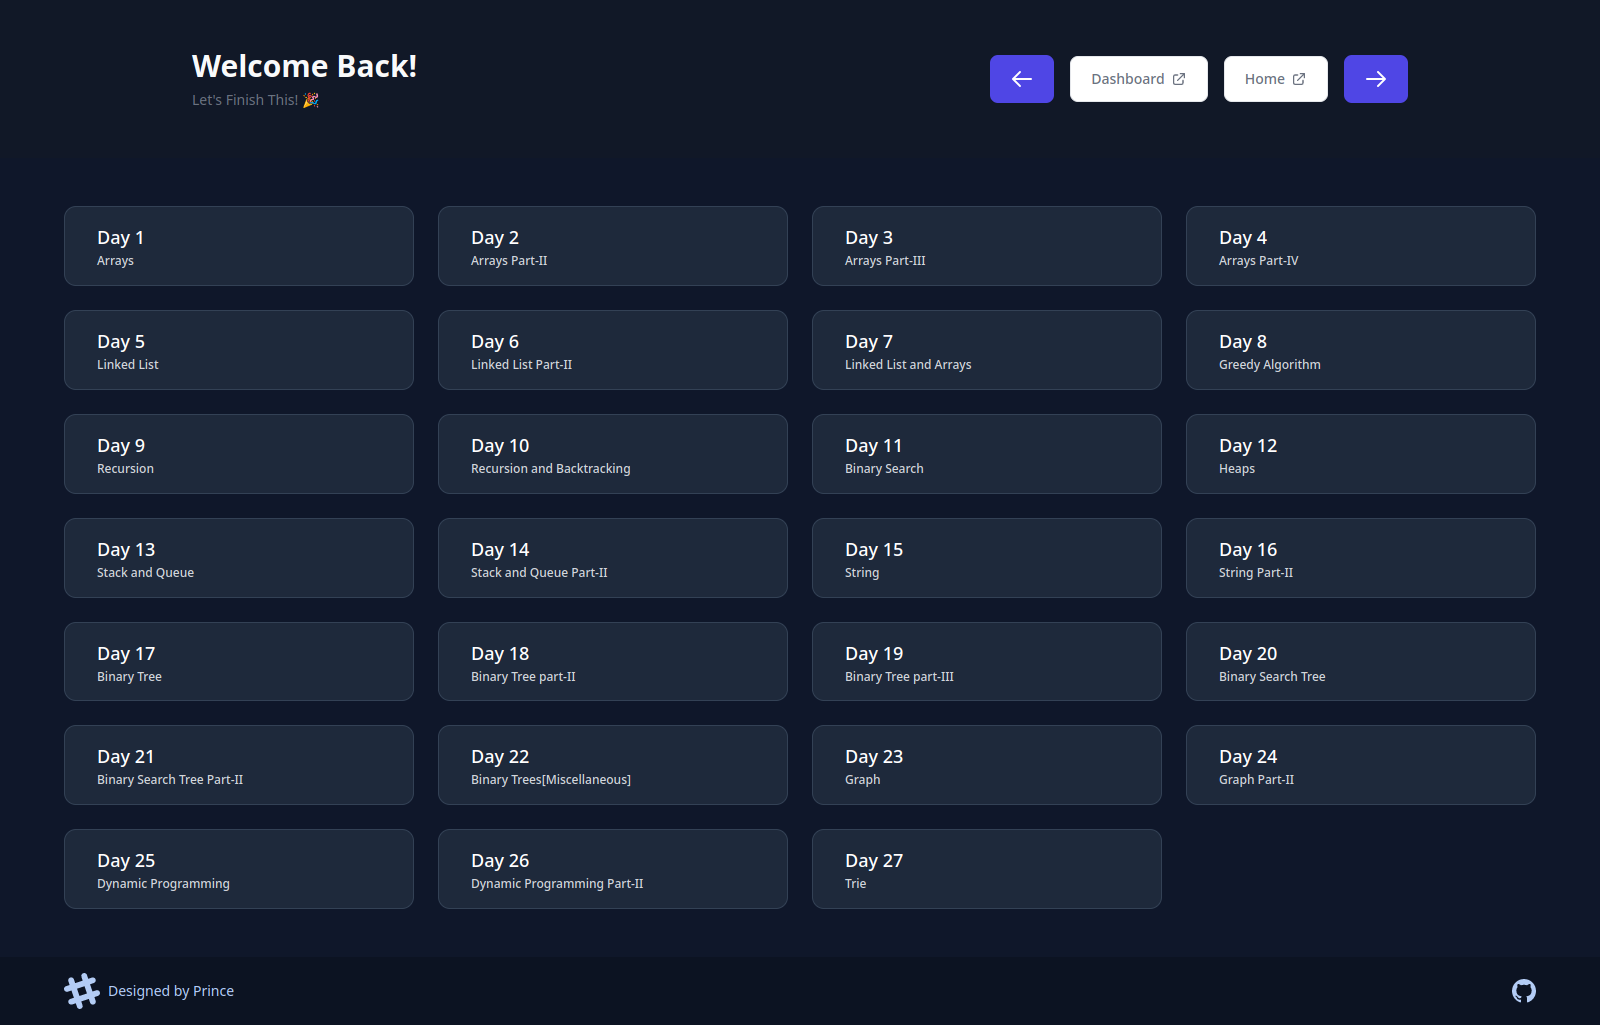 Welcome Back!
Let's Finish This! 🎉
Dashboard
Home
Day 1
Arrays
Day 2
Arrays Part-II
Day 3
Arrays Part-III
Day 4
Arrays Part-IV
Day 5
Linked List
Day 6
Linked List Part-II
Day 7
Linked List and Arrays
Day 8
Greedy Algorithm
Day 9
Recursion
Day 10
Recursion and Backtracking
Day 11
Binary Search
Day 12
Heaps
Day 13
Stack and Queue
Day 14
Stack and Queue Part-II
Day 15
String
Day 16
String Part-II
Day 17
Binary Tree
Day 18
Binary Tree part-II
Day 19
Binary Tree part-III
Day 20
Binary Search Tree
Day 21
Binary Search Tree Part-II
Day 22
Binary Trees[Miscellaneous]
Day 23
Graph
Day 24
Graph Part-II
Day 25
Dynamic Programming
Day 26
Dynamic Programming Part-II
Day 27
Trie
Designed by Prince